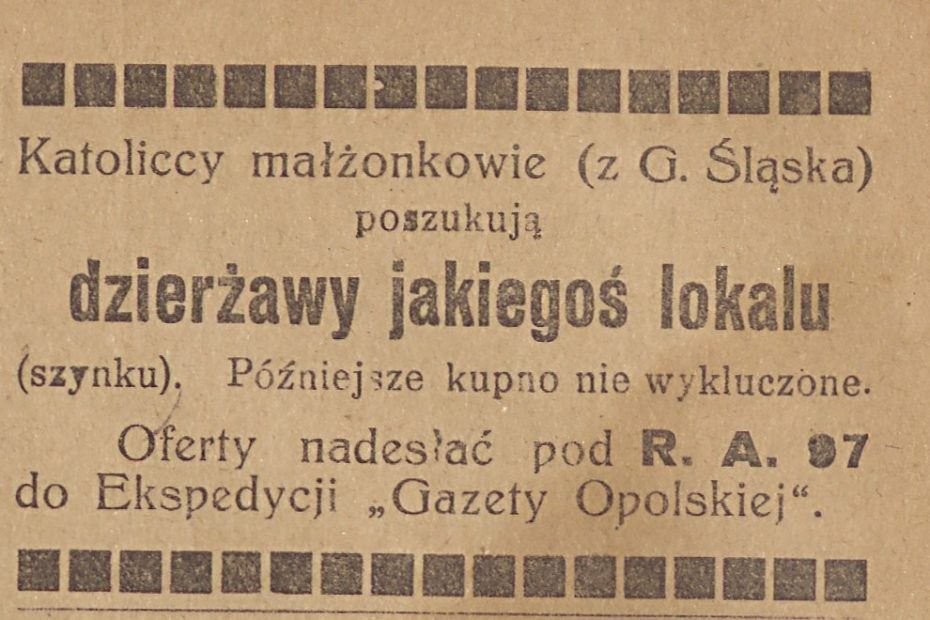 Katoliccy małżonkowie (z G. Śląska)
poszukują
dzierżawy jakiegoś lokalu
(szynku). Późniejsze kupno nie wykluczone.
Oferty nadesłać pod R. A. 97
do Ekspedycji „Gazety Opolskiej“.